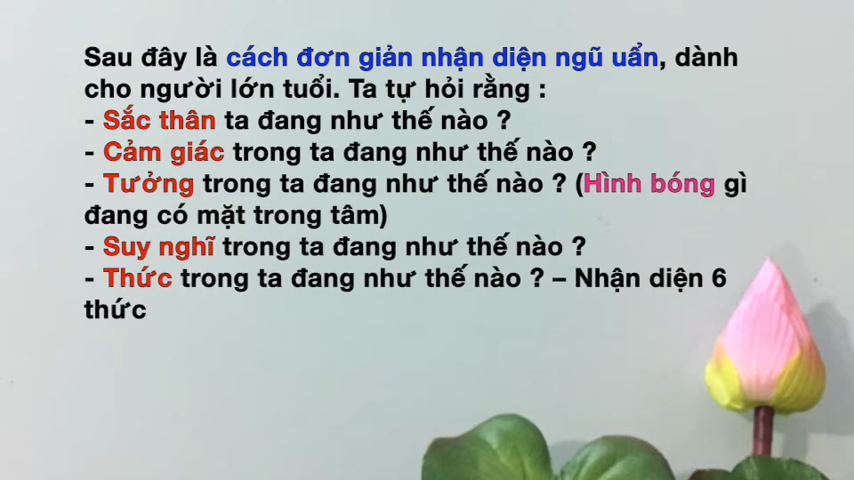 Sau đây là cách đơn giản nhận diện ngũ uẩn, dành
cho người lớn tuổi. Ta tự hỏi rằng :
- Sắc thân ta đang như thế nào ?
- Cảm giác trong ta đang như thế nào ?
- Tưởng trong ta đang như thế nào ? (Hình bóng gì
đang có mặt trong tâm)
- Suy nghĩ trong ta đang như thế nào ?
- Thức trong ta đang như thế nào ? – Nhận diện 6
thức